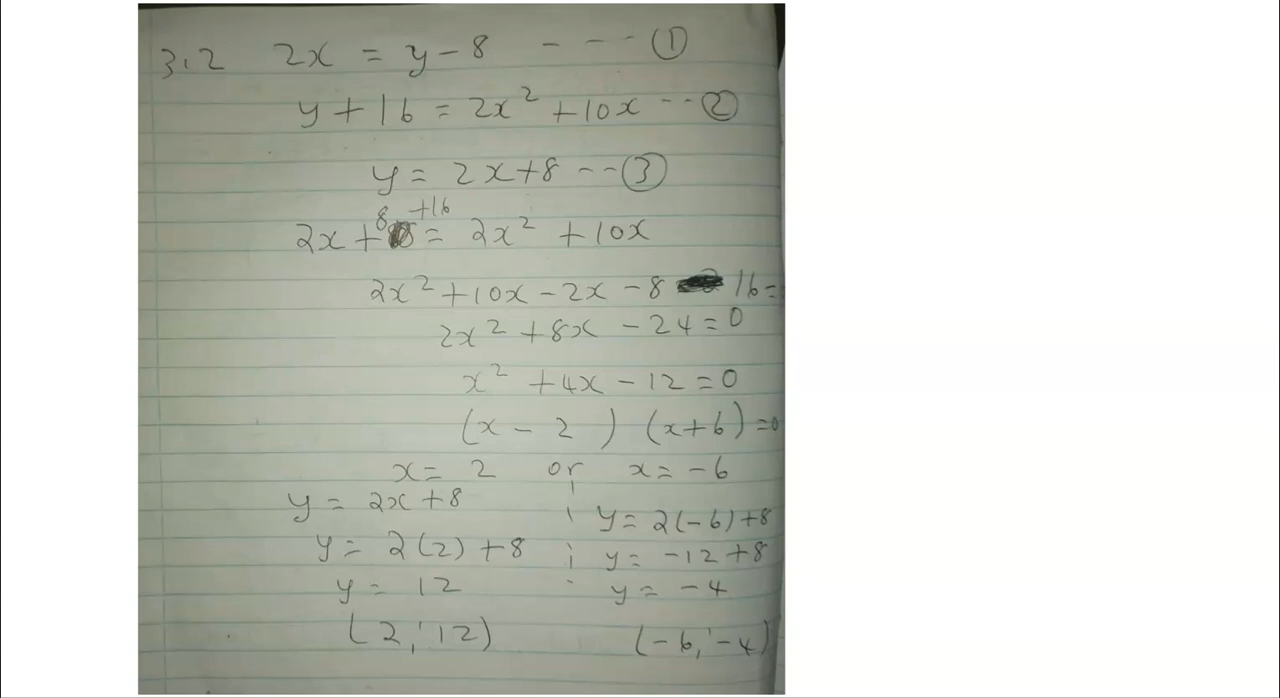 3.2 2x = y - 8 - - - ①
y + 16 = 2x² + 10x - - ②
y = 2x + 8 - - ③
2x + 8 + 16 = 2x² + 10x
2x² + 10x - 2x - 8 16 =
2x² + 8x - 24 = 0
x² + 4x - 12 = 0
(x - 2 ) (x + 6) = 0
x = 2 or x = -6
y = 2x + 8
y = 2(-6) + 8
y = 2(2) + 8
y = -12 + 8
y = 12
y = -4
(2 ; 12)
(-6 ; -4)